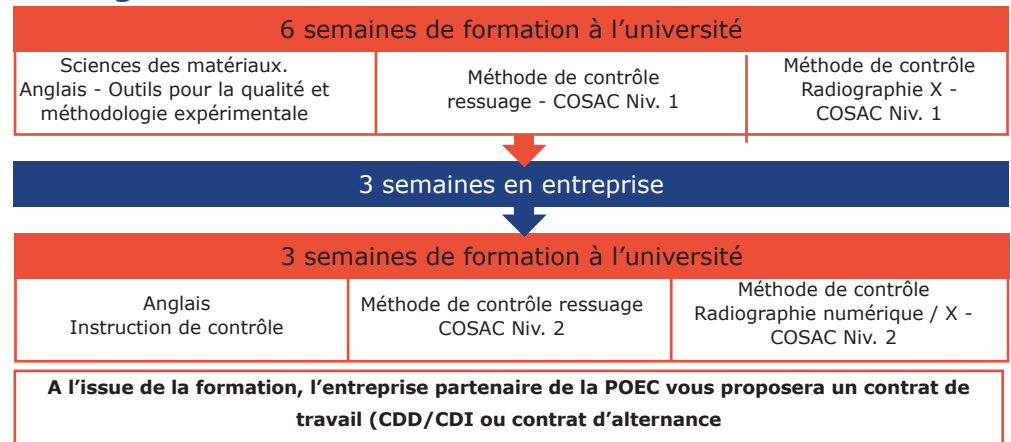 6 semaines de formation à l'université
Sciences des matériaux.
Anglais - Outils pour la qualité et
méthodologie expérimentale
Méthode de contrôle
ressuage - COSAC Niv. 1
Méthode de contrôle
Radiographie X -
COSAC Niv. 1
3 semaines en entreprise
3 semaines de formation à l'université
Anglais
Instruction de contrôle
Méthode de contrôle ressuage
COSAC Niv. 2
Méthode de contrôle
Radiographie numérique / X -
COSAC Niv. 2
A l'issue de la formation, l'entreprise partenaire de la POEC vous proposera un contrat de
travail (CDD/CDI ou contrat d'alternance